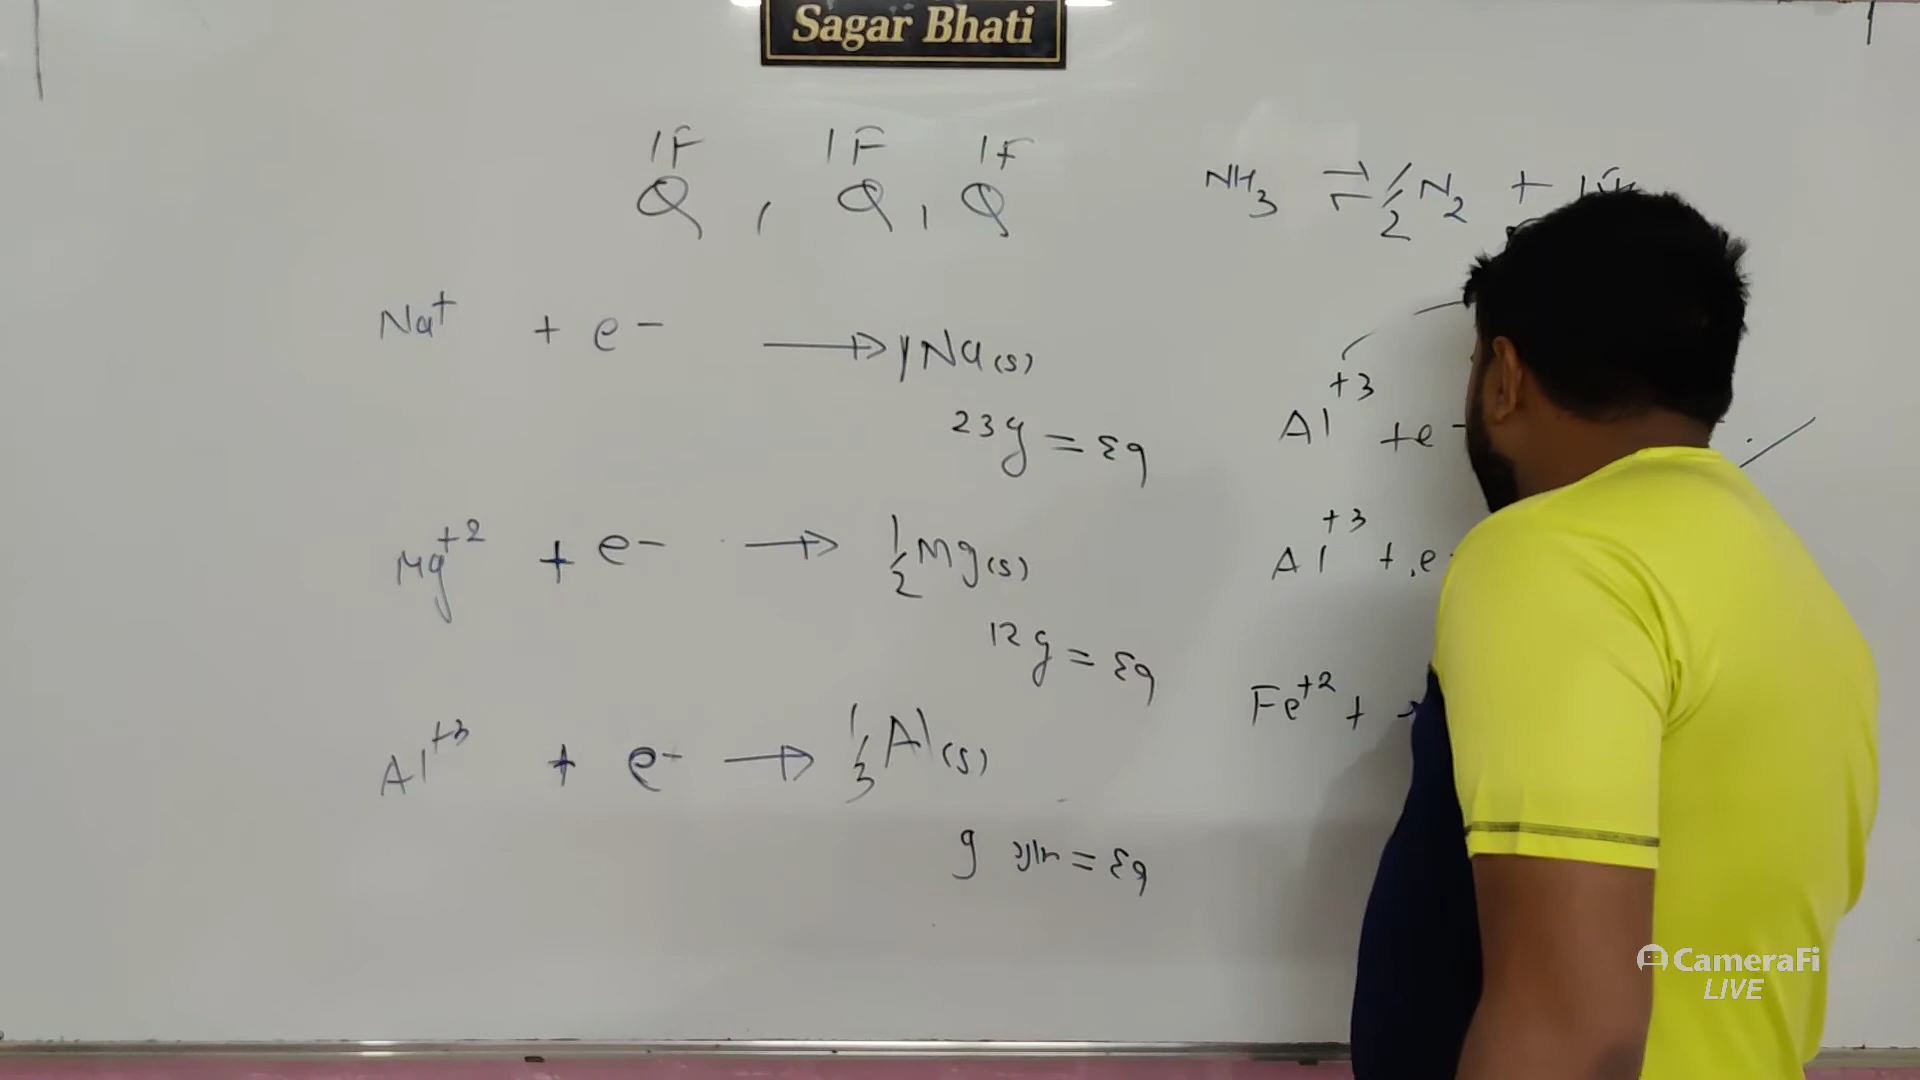 Sagar Bhati
1F 1F 1F
Q, Q, Q
Na⁺ + e⁻ → 1Na(s)
23g = Eq
Mg⁺² + e⁻ → 1/2 Mg(s)
12g = Eq
Al⁺³ + e⁻ → 1/3 Al(s)
9 ग्राम = Eq
NH₃ ⇌ 1/2 N₂ +
Al⁺³ + e⁻
Al⁺³ + e
Fe⁺² +
CameraFi
LIVE